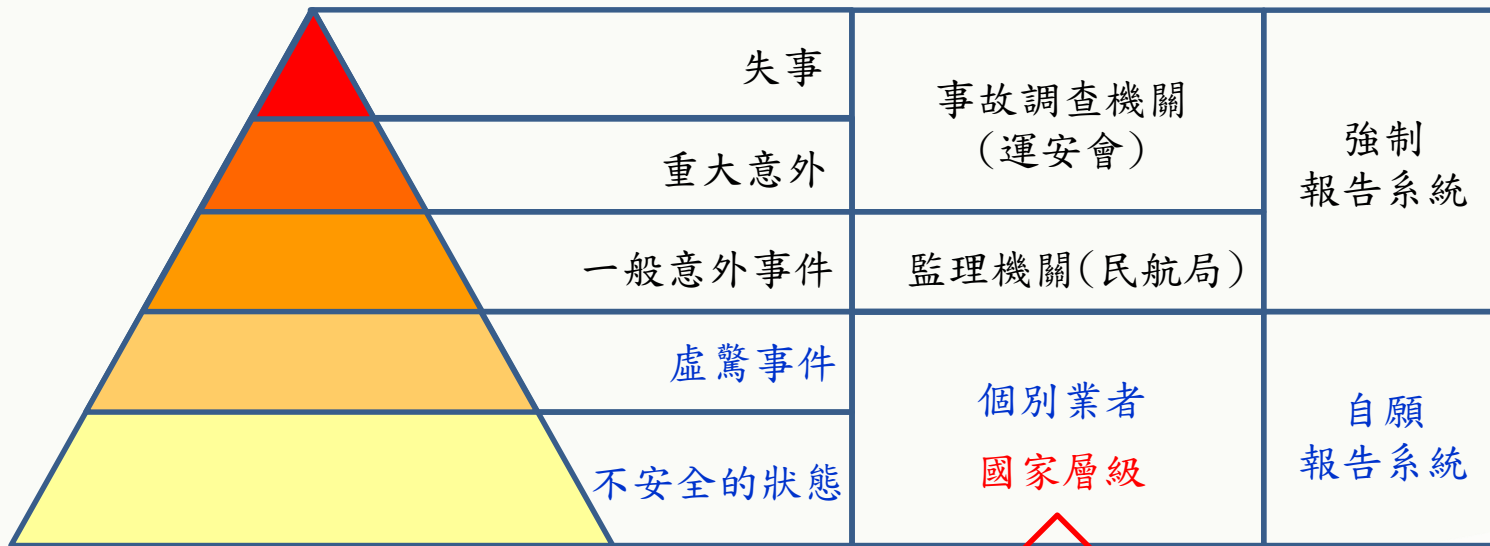 失事
重大意外
一般意外事件
虛驚事件
不安全的狀態
事故調查機關
(運安會)
監理機關(民航局)
個別業者
國家層級
強制
報告系統
自願
報告系統